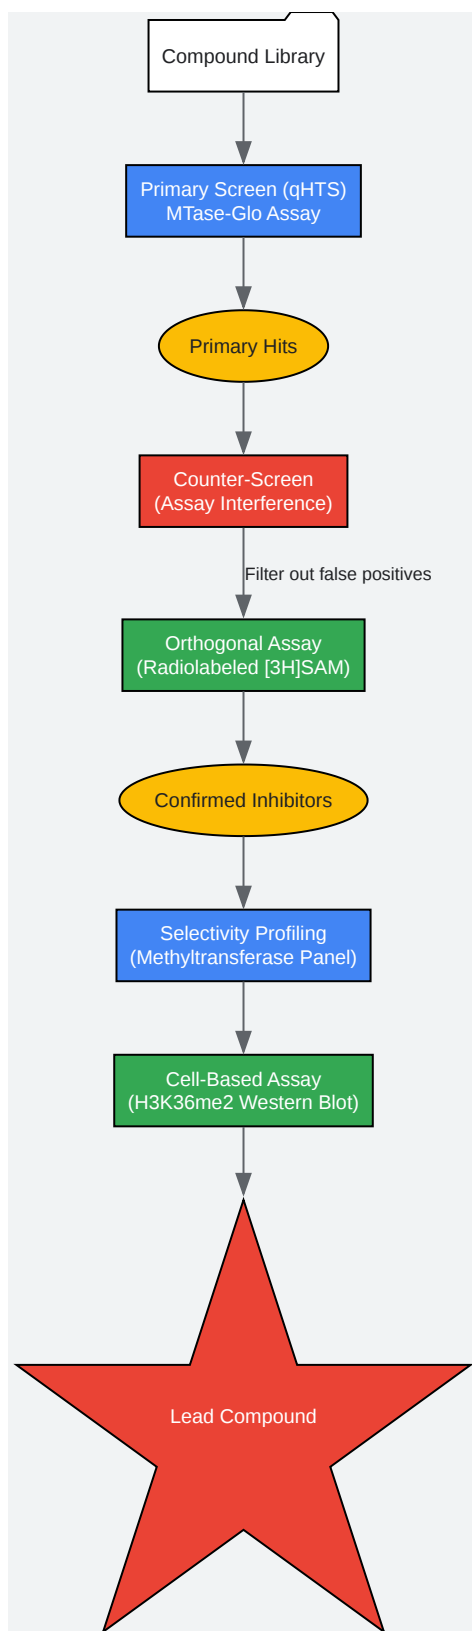 Compound Library
Primary Screen (qHTS)
MTase-Glo Assay
Primary Hits
Counter-Screen
(Assay Interference)
Filter out false positives
Orthogonal Assay
(Radiolabeled [3H]SAM)
Confirmed Inhibitors
Selectivity Profiling
(Methyltransferase Panel)
Cell-Based Assay
(H3K36me2 Western Blot)
Lead Compound